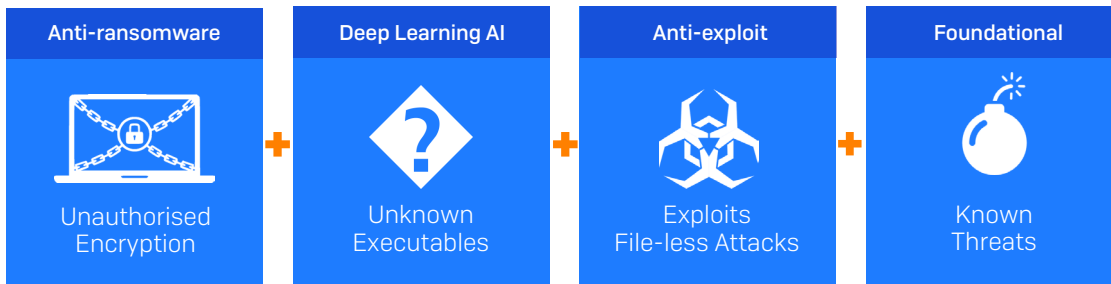 Anti-ransomware
Unauthorised
Encryption
+
Deep Learning AI
?
Unknown
Executables
+
Anti-exploit
Exploits
File-less Attacks
+
Foundational
Known
Threats